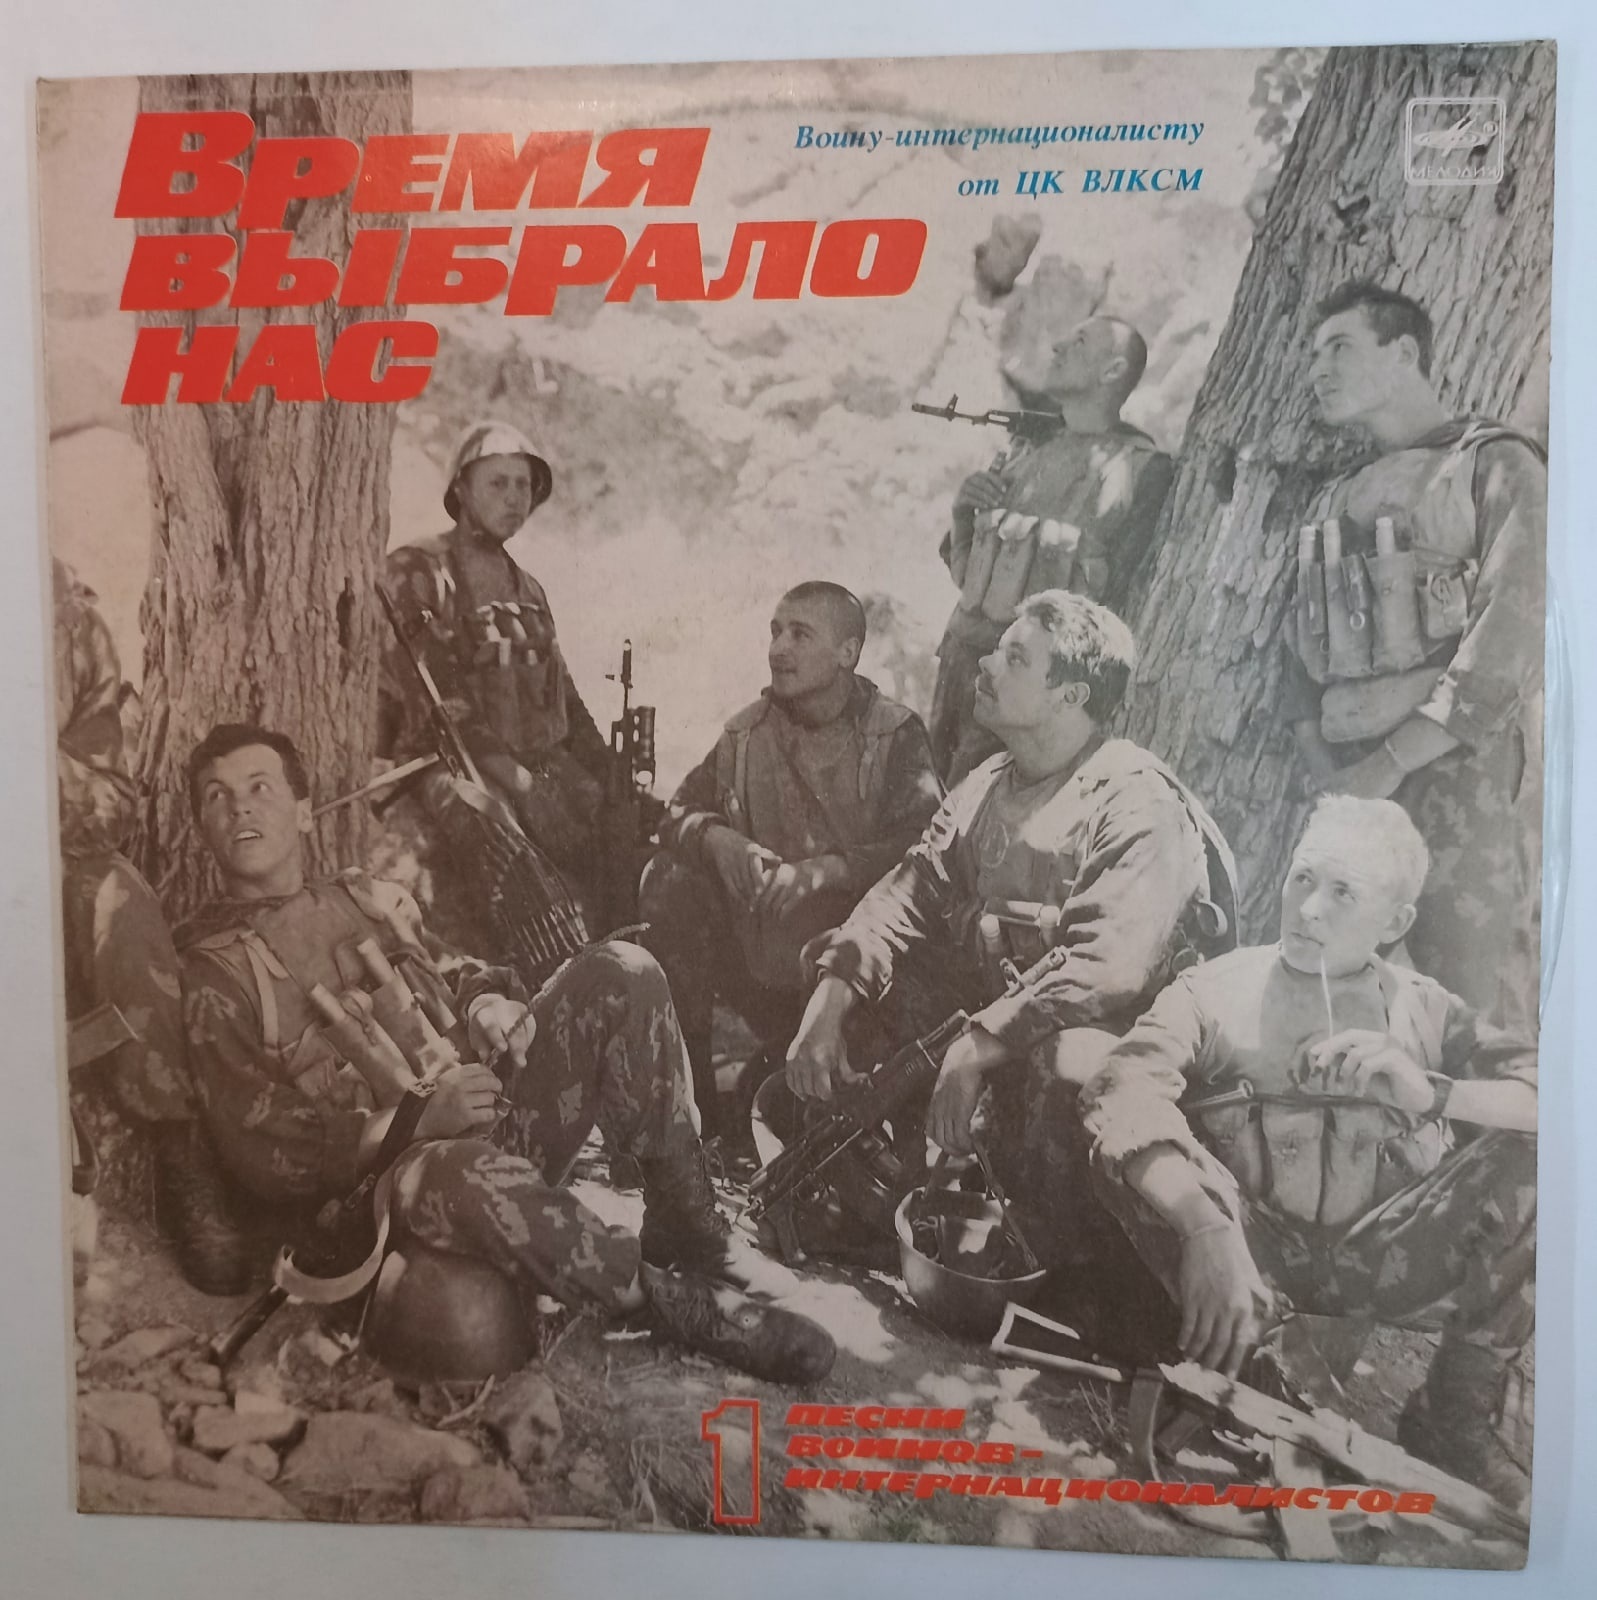 Время
выбрало
нас
Воину-интернационалисту
от ЦК ВЛКСМ
МЕЛОДИЯ
1
песни
воинов-
интернационалистов